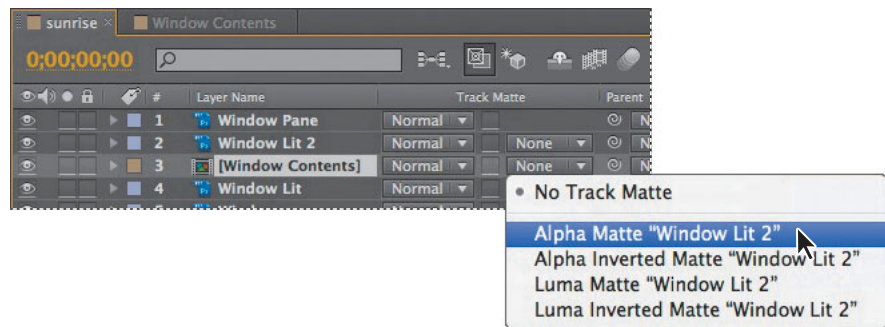 sunrise × Window Contents
0;00;00;00
# Layer Name Track Matte Parent
1 Window Pane Normal N
2 Window Lit 2 Normal None N
3 [Window Contents] Normal None N
4 Window Lit Normal
No Track Matte
Alpha Matte “Window Lit 2”
Alpha Inverted Matte “Window Lit 2”
Luma Matte “Window Lit 2”
Luma Inverted Matte “Window Lit 2”